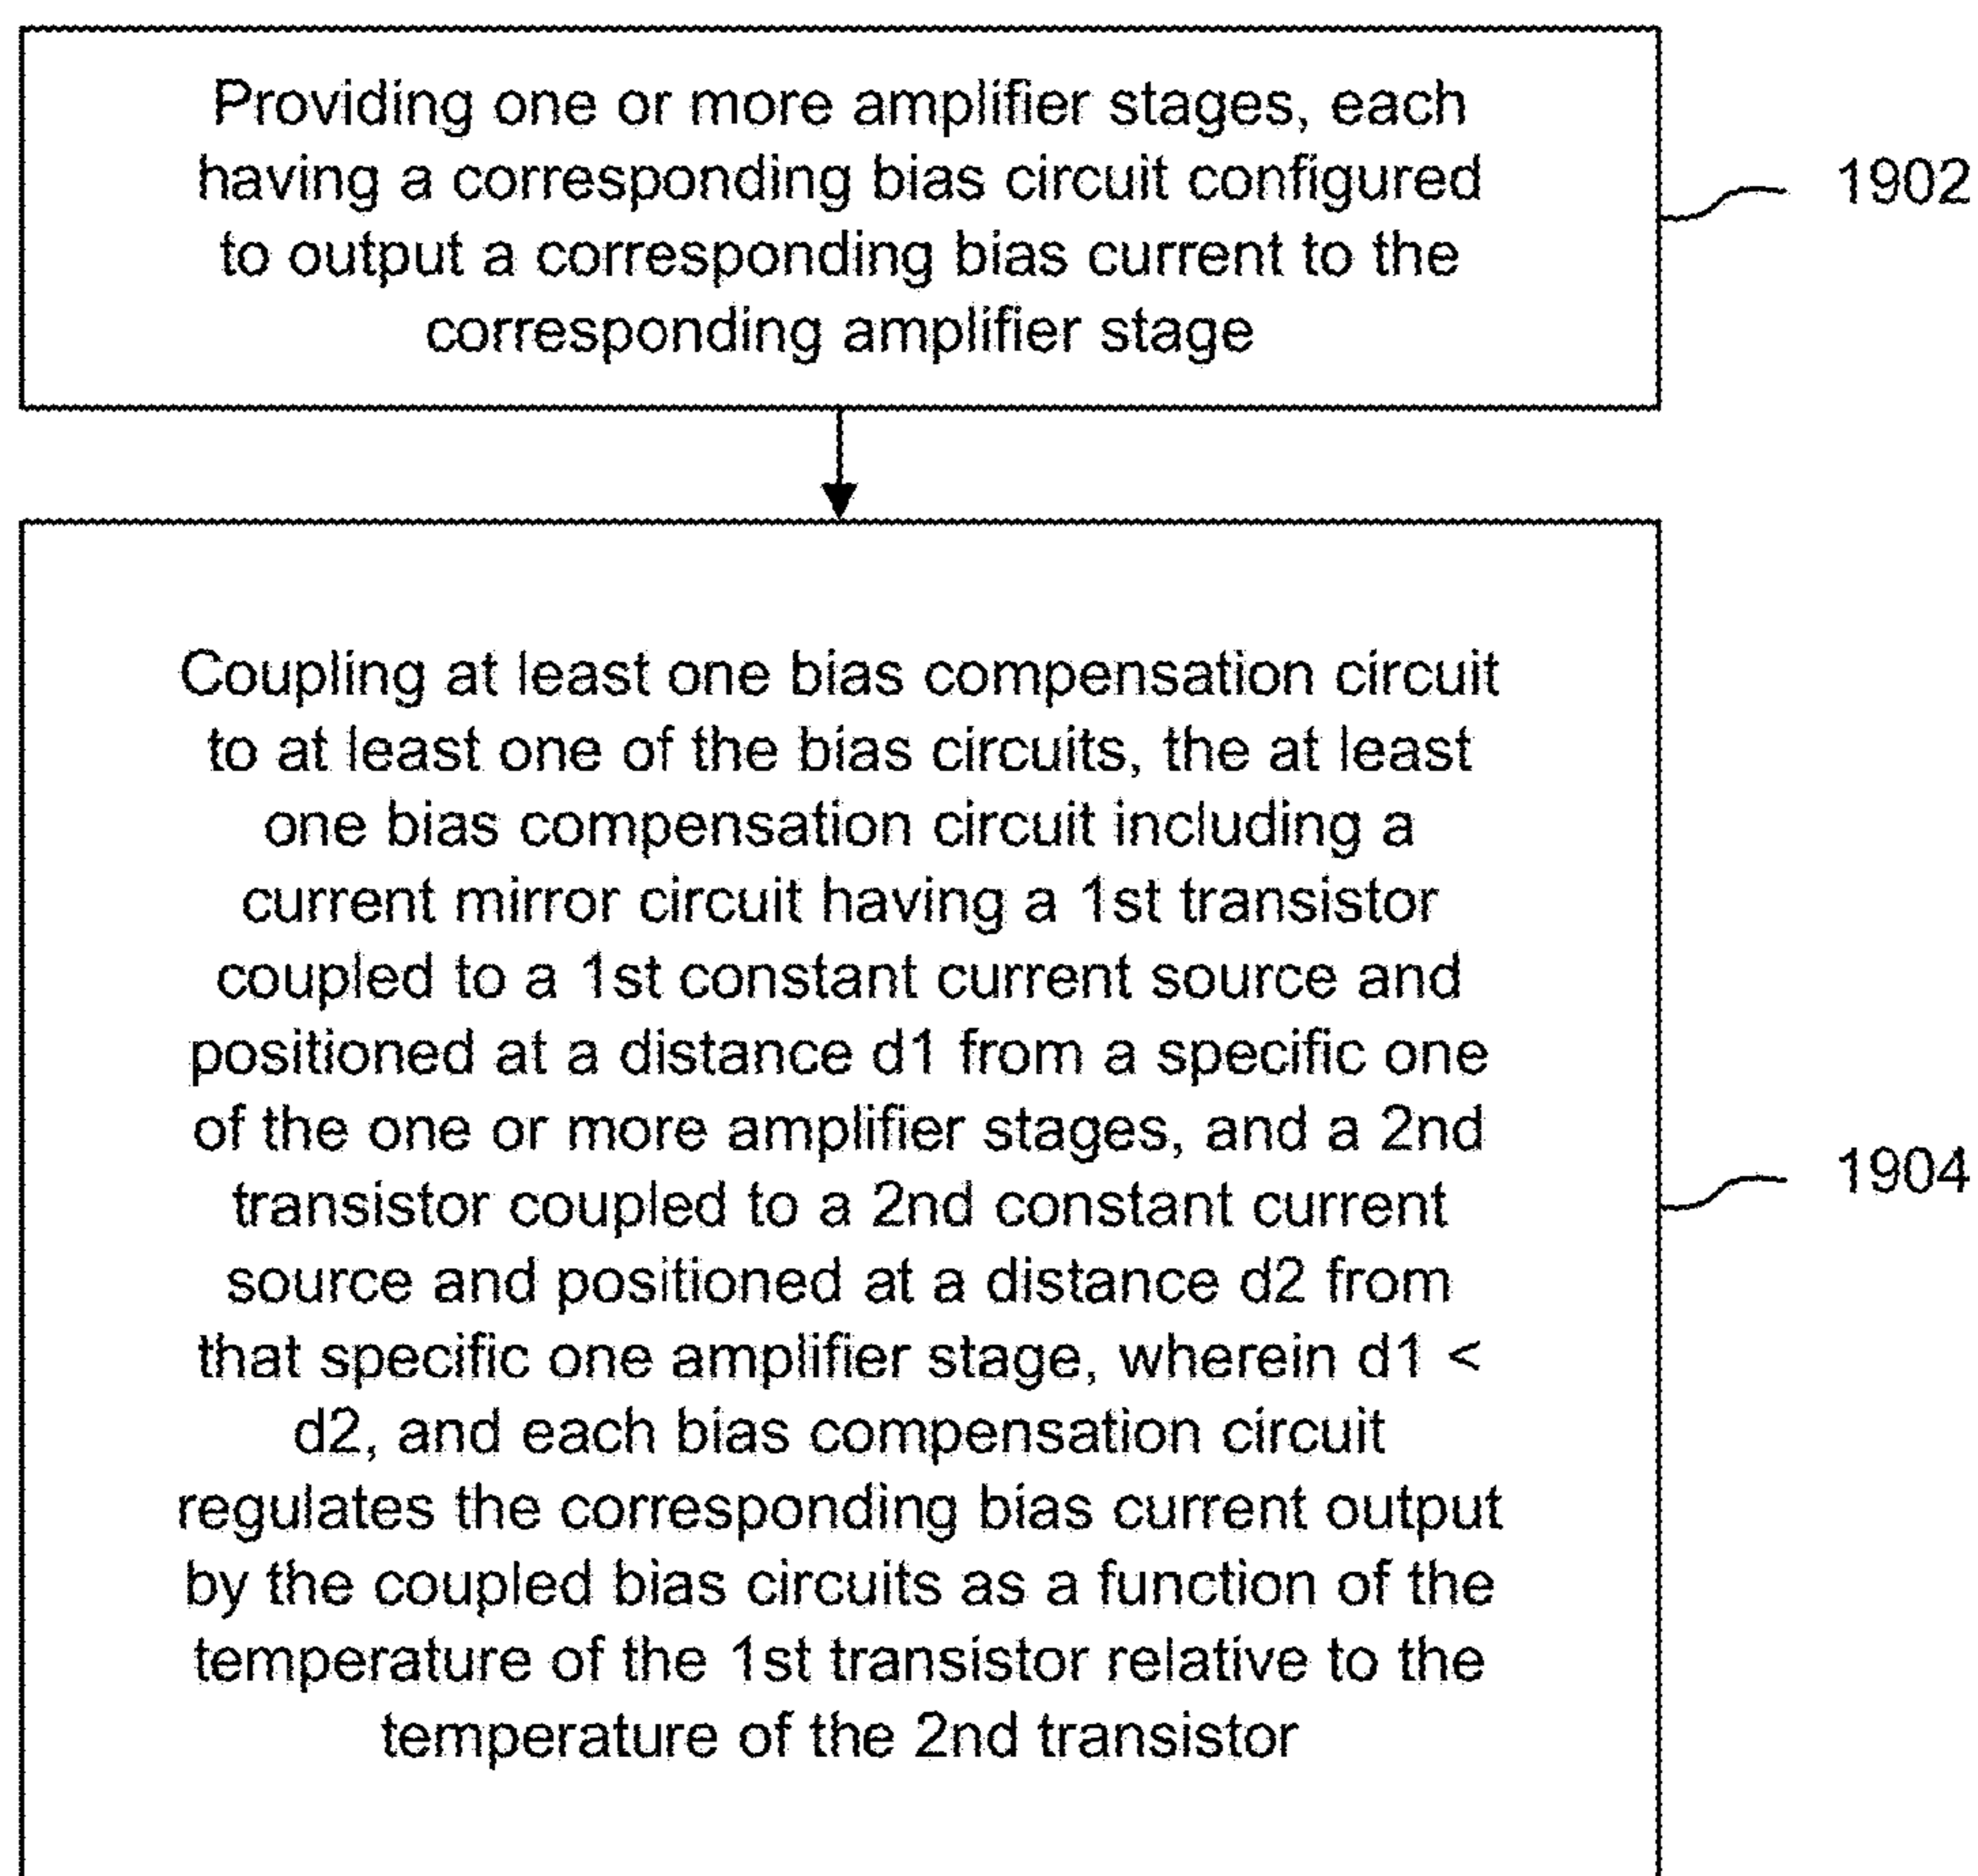 Providing one or more amplifier stages, each
having a corresponding bias circuit configured
to output a corresponding bias current to the
corresponding amplifier stage
1902
Coupling at least one bias compensation circuit
to at least one of the bias circuits, the at least
one bias compensation circuit including a
current mirror circuit having a 1st transistor
coupled to a 1st constant current source and
positioned at a distance d1 from a specific one
of the one or more amplifier stages, and a 2nd
transistor coupled to a 2nd constant current
source and positioned at a distance d2 from
that specific one amplifier stage, wherein d1 <
d2, and each bias compensation circuit
regulates the corresponding bias current output
by the coupled bias circuits as a function of the
temperature of the 1st transistor relative to the
temperature of the 2nd transistor
1904